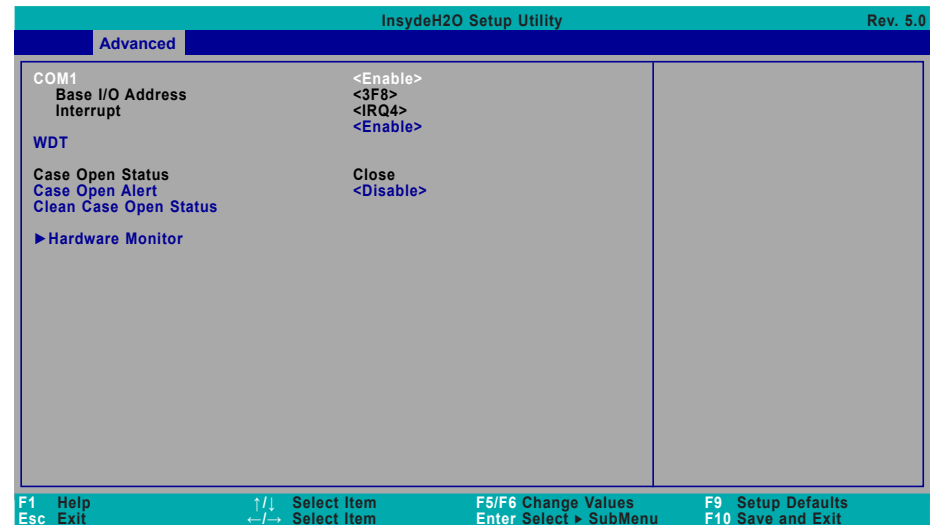 InsydeH2O Setup Utility Rev. 5.0
Advanced
COM1 <Enable>
Base I/O Address <3F8>
Interrupt <IRQ4>
<Enable>
WDT
Case Open Status Close
Case Open Alert <Disable>
Clean Case Open Status
►Hardware Monitor
F1 Help ↑/↓ Select Item F5/F6 Change Values F9 Setup Defaults
Esc Exit ←/→ Select Item Enter Select ► SubMenu F10 Save and Exit